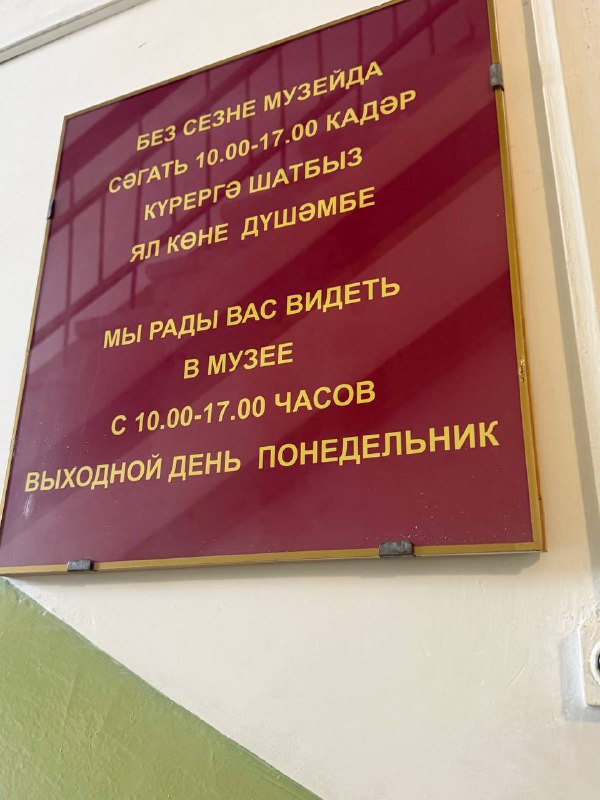 БЕЗ СЕЗНЕ МУЗЕЙДА
СӘГАТЬ 10.00-17.00 КАДӘР
КҮРЕРГӘ ШАТБЫЗ
ЯЛ КӨНЕ ДҮШӘМБЕ
МЫ РАДЫ ВАС ВИДЕТЬ
В МУЗЕЕ
С 10.00-17.00 ЧАСОВ
ВЫХОДНОЙ ДЕНЬ ПОНЕДЕЛЬНИК